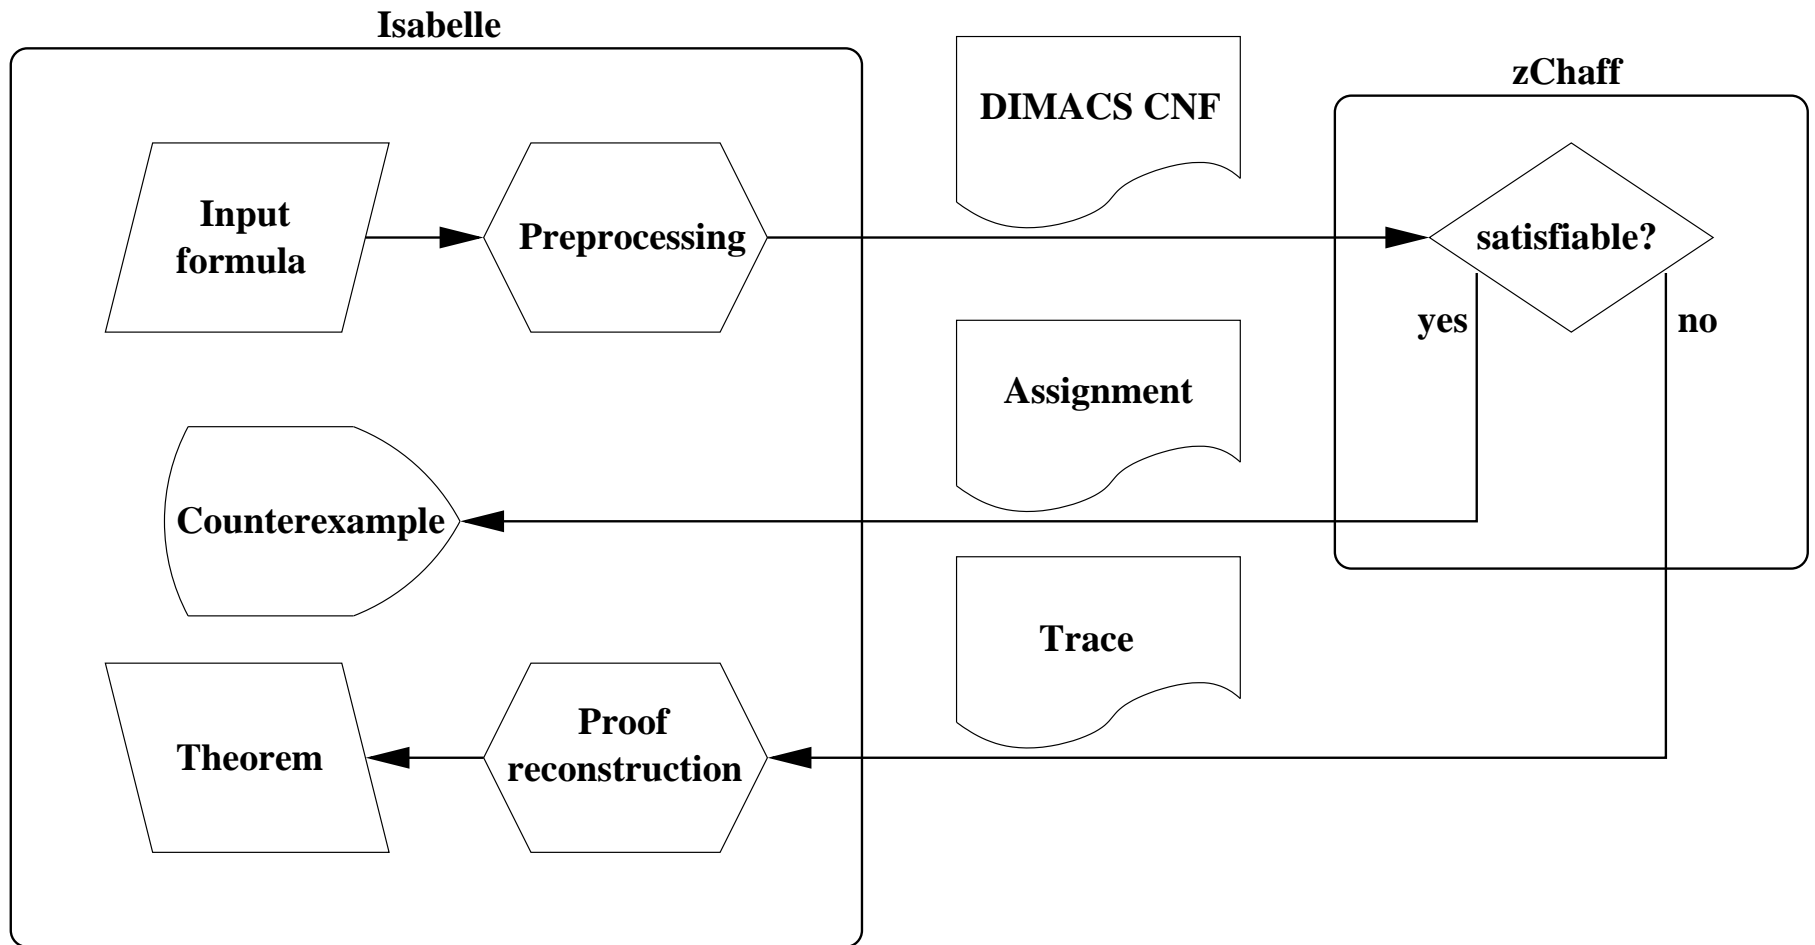 Isabelle
zChaff
DIMACS CNF
Input
formula
Preprocessing
satisfiable?
yes
no
Assignment
Counterexample
Trace
Theorem
Proof
reconstruction